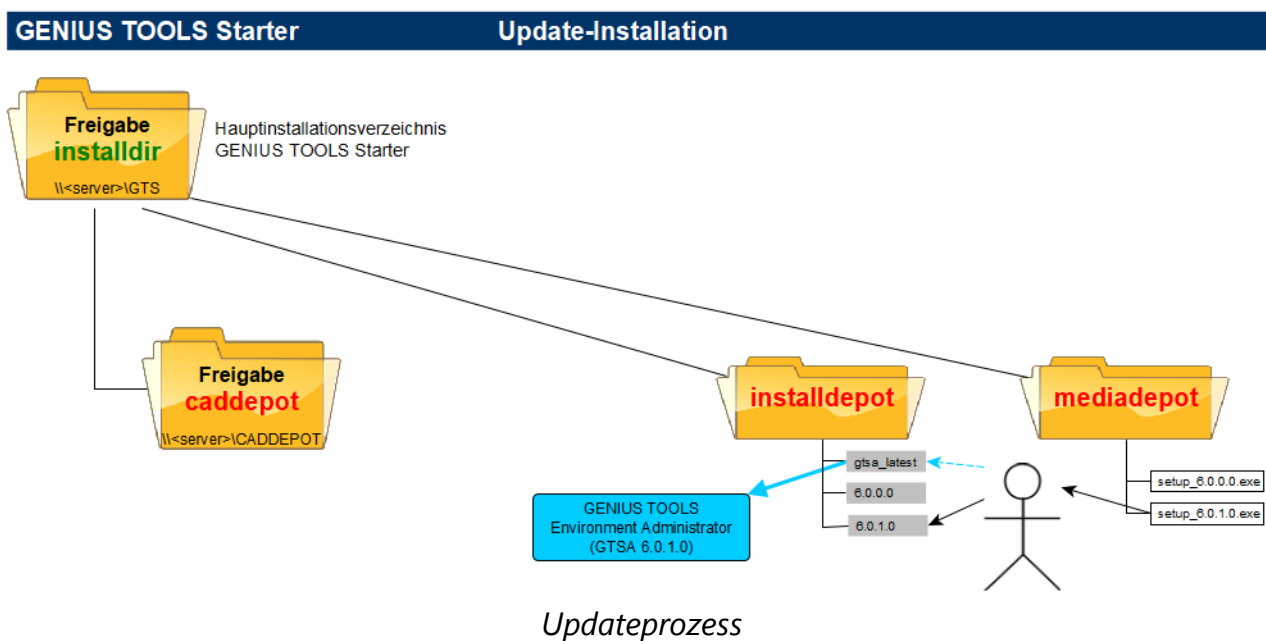 GENIUS TOOLS Starter Update-Installation
Freigabe
installdir
\\<server>\GTS
Hauptinstallationsverzeichnis
GENIUS TOOLS Starter
Freigabe
caddepot
\\<server>\CADDEPOT
installdepot
mediadepot
gtsa_latest
6.0.0.0
6.0.1.0
setup_6.0.0.0.exe
setup_6.0.1.0.exe
GENIUS TOOLS
Environment Administrator
(GTSA 6.0.1.0)
Updateprozess